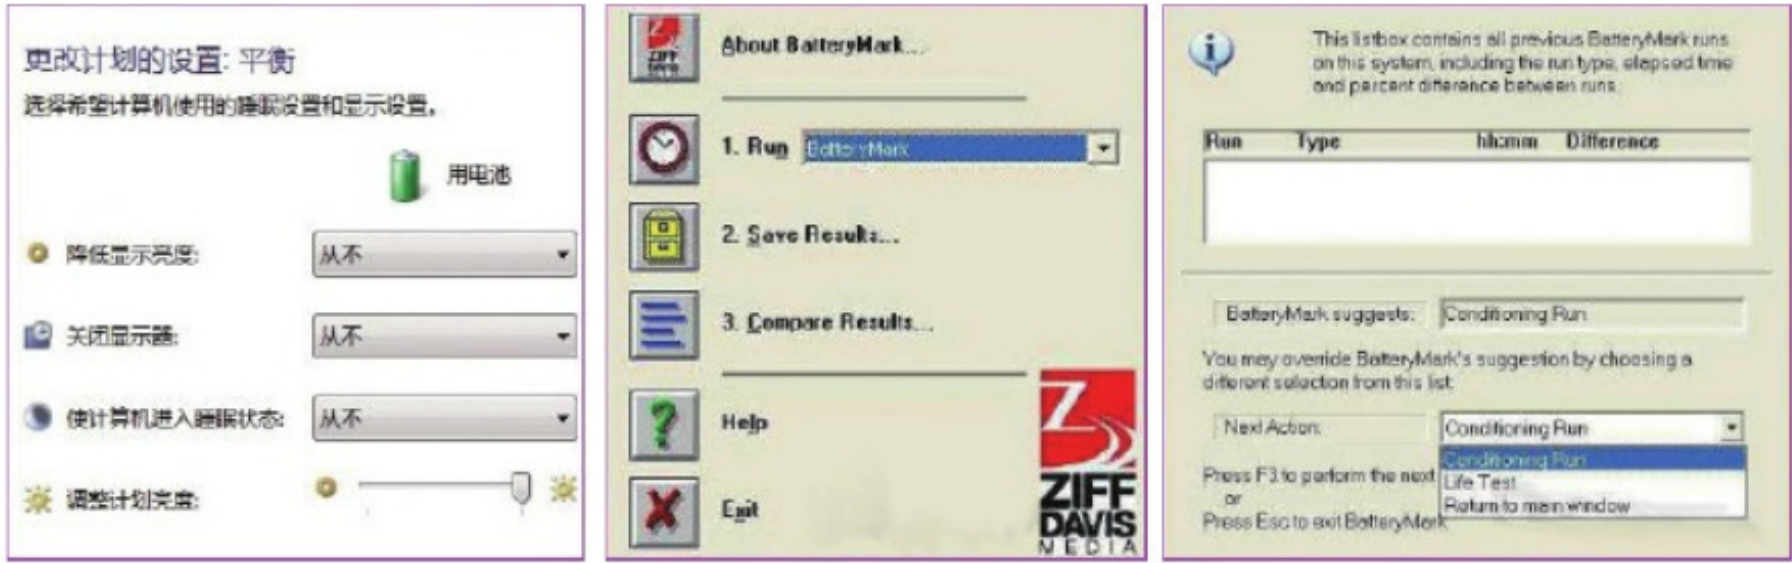 更改计划的设置: 平衡
选择希望计算机使用的睡眠设置和显示设置。
用电池
降低显示亮度:
从不
关闭显示器:
从不
使计算机进入睡眠状态:
从不
调整计划亮度:
ZIFF
DAVIS
About BatteryMark...
1. Run
BatteryMark
2. Save Results...
3. Compare Results...
Help
Exit
ZIFF
DAVIS
MEDIA
This listbox contains all previous BatteryMark runs
on this system, including the run type, elapsed time
and percent difference between runs.
Run Type hh:mm Difference
BatteryMark suggests: Conditioning Run
You may override BatteryMark's suggestion by choosing a
different selection from this list.
Next Action: Conditioning Run
Conditioning Run
Life Test
Return to main window
Press F3 to perform the next
or
Press Esc to exit BatteryMark